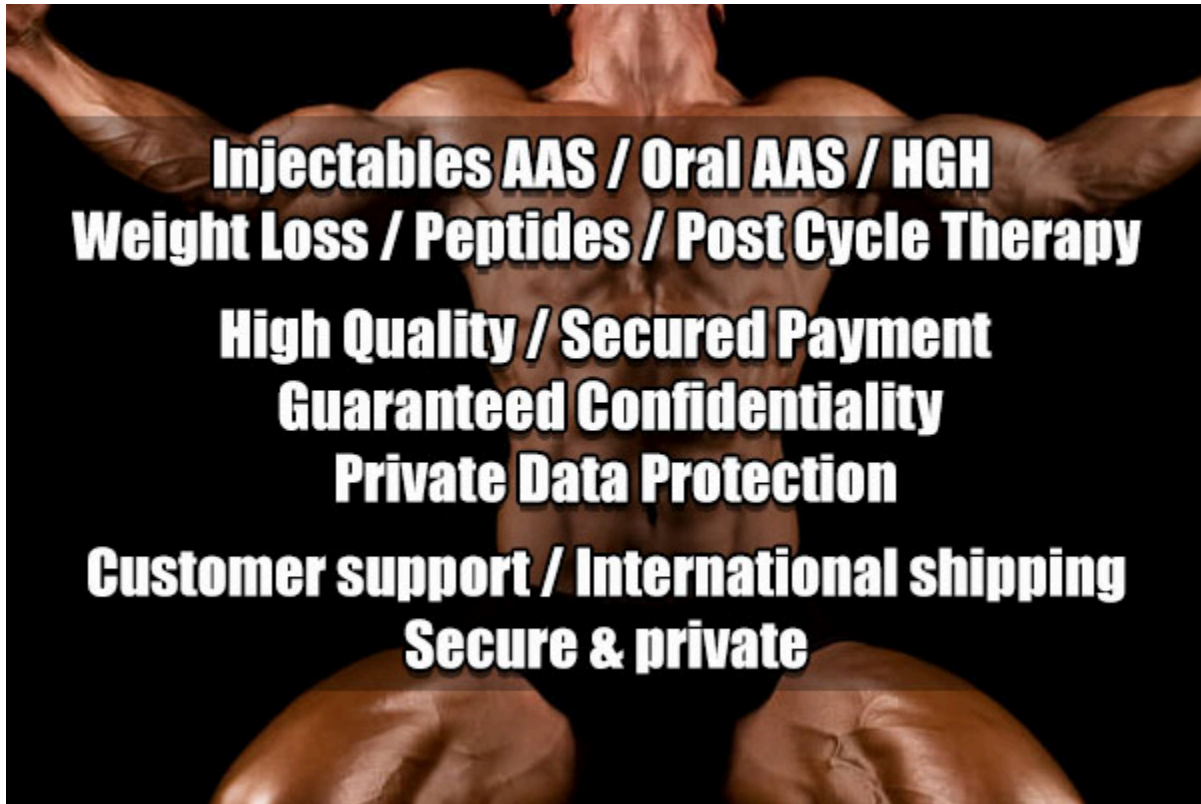 Injectables AAS / Oral AAS / HGH
Weight Loss / Peptides / Post Cycle Therapy
High Quality / Secured Payment
Guaranteed Confidentiality
Private Data Protection
Customer support / International shipping
Secure & private